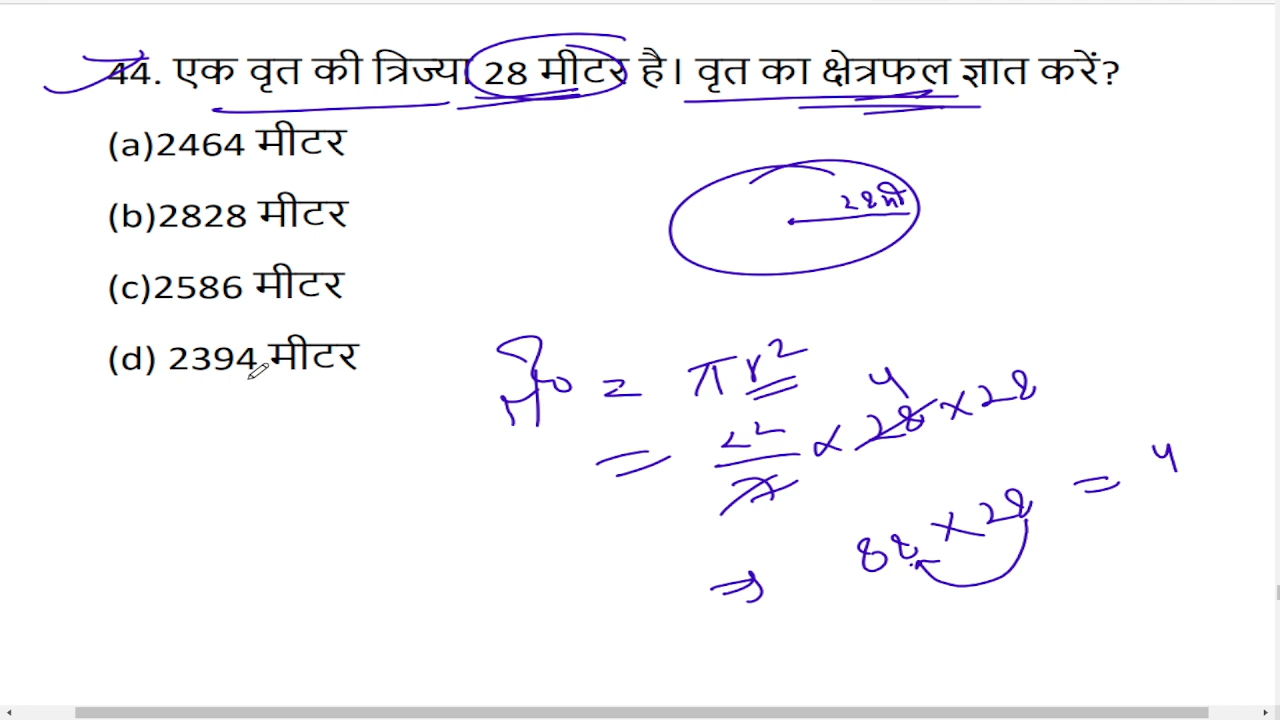 44. एक वृत की त्रिज्या 28 मीटर है। वृत का क्षेत्रफल ज्ञात करें?
(a)2464 मीटर
(b)2828 मीटर
(c)2586 मीटर
(d) 2394 मीटर
28मी
= πr²
4
= 22/7 × 28 × 28
⇒ 88 × 28 = 4